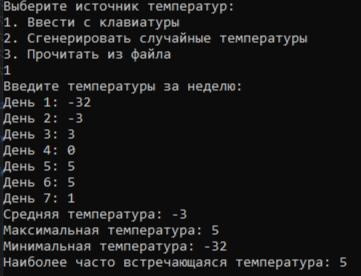 Выберите источник температур:
1. Ввести с клавиатуры
2. Сгенерировать случайные температуры
3. Прочитать из файла
1
Введите температуры за неделю:
День 1: -32
День 2: -3
День 3: 3
День 4: 0
День 5: 5
День 6: 5
День 7: 1
Средняя температура: -3
Максимальная температура: 5
Минимальная температура: -32
Наиболее часто встречающаяся температура: 5